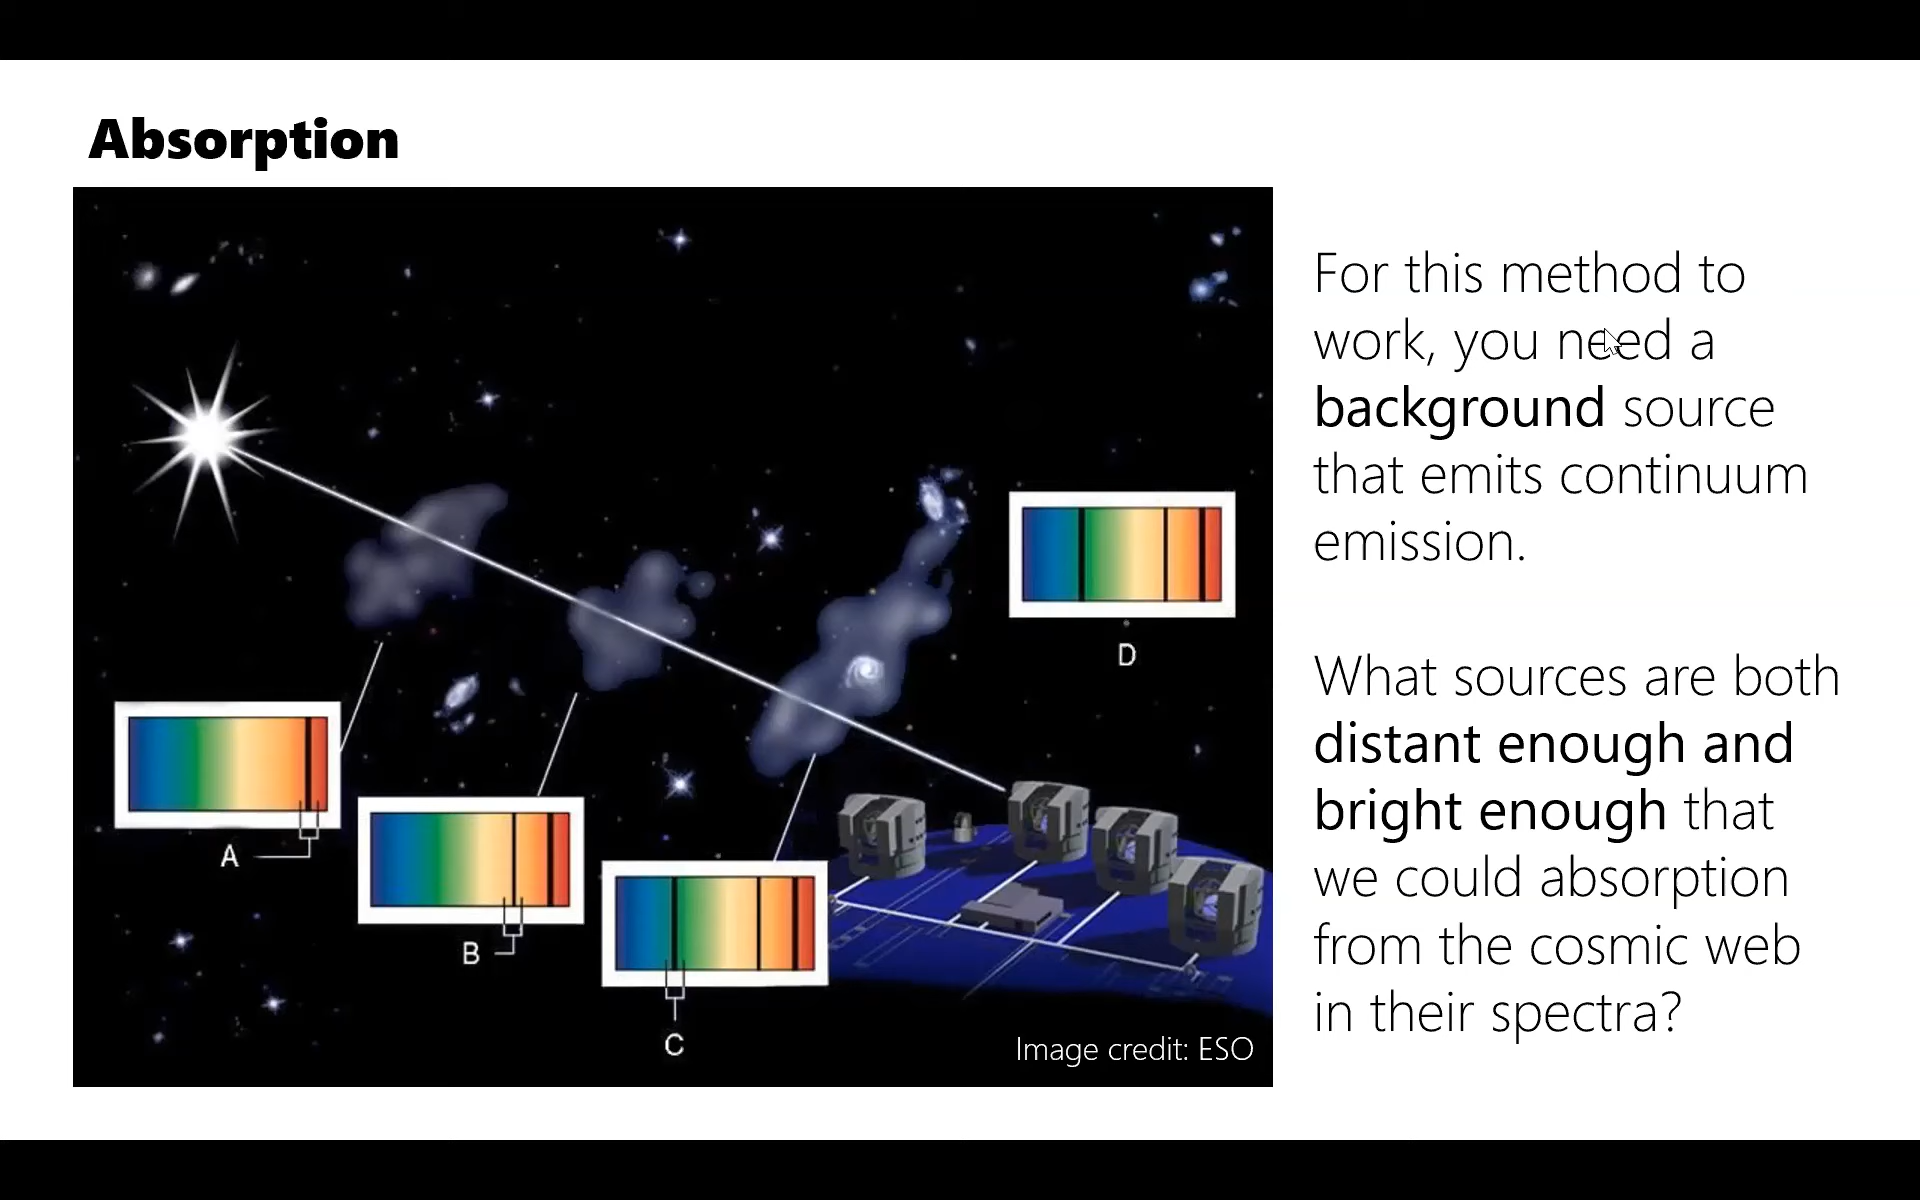 Absorption
For this method to
work, you need a
background source
that emits continuum
emission.
What sources are both
distant enough and
bright enough that
we could absorption
from the cosmic web
in their spectra?
D
A
B
C
Image credit: ESO